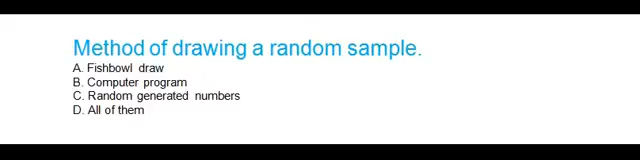 Method of drawing a random sample.
A. Fishbowl draw
B. Computer program
C. Random generated numbers
D. All of them